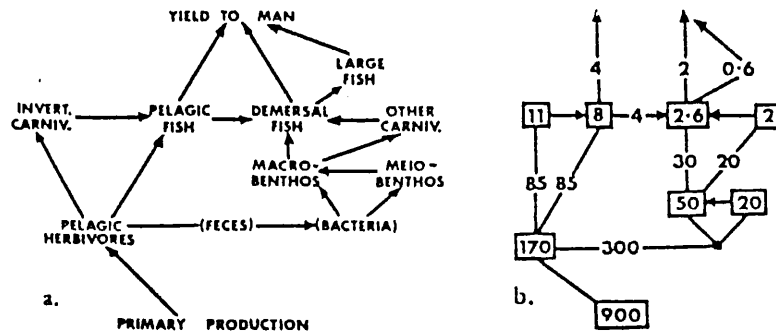 YIELD TO MAN
LARGE
FISH
INVERT.
CARNIV.
PELAGIC
FISH
DEMERSAL
FISH
OTHER
CARNIV.
MACRO-
BENTHOS
MEIO-
BENTHOS
PELAGIC
HERBIVORES
(FECES)
(BACTERIA)
a.
PRIMARY PRODUCTION
4
2
0·6
11
8
4
2·6
2
30
20
85
85
50
20
170
300
b.
900